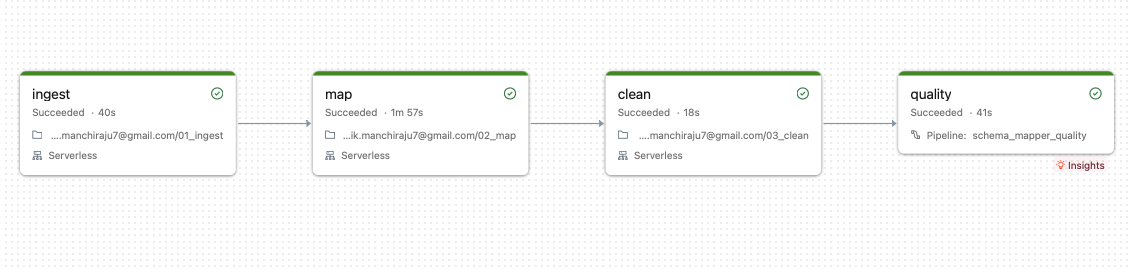 ingest
Succeeded · 40s
....manchiraju7@gmail.com/01_ingest
Serverless
map
Succeeded · 1m 57s
...ik.manchiraju7@gmail.com/02_map
Serverless
clean
Succeeded · 18s
....manchiraju7@gmail.com/03_clean
Serverless
quality
Succeeded · 41s
Pipeline: schema_mapper_quality
Insights